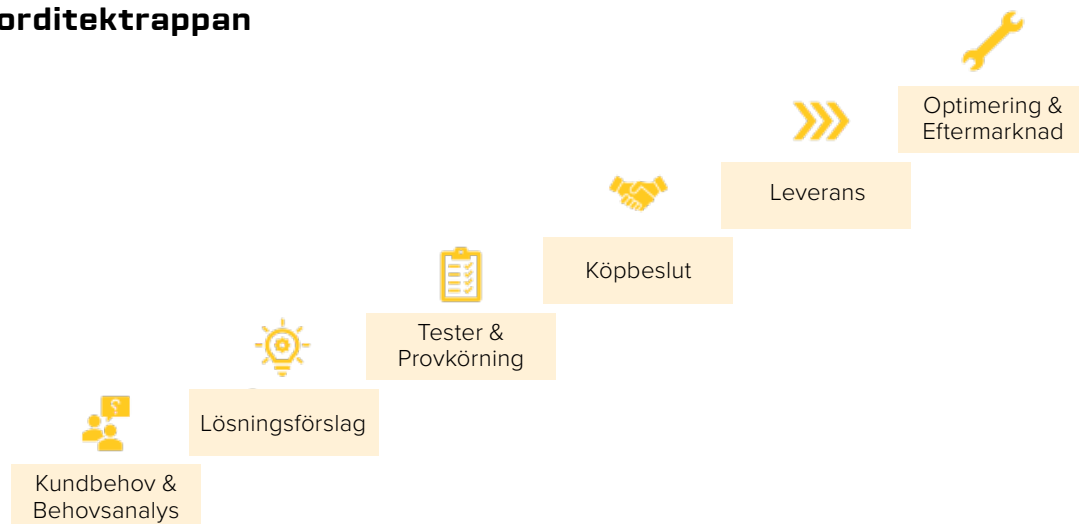 orditektrappan
Optimering &
Eftermarknad
Leverans
Köpbeslut
Tester &
Provkörning
Lösningsförslag
Kundbehov &
Behovsanalys